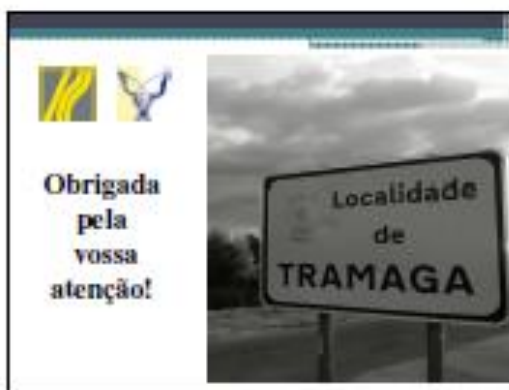 Obrigada
pela
vossa
atenção!
Localidade
de
TRAMAGA